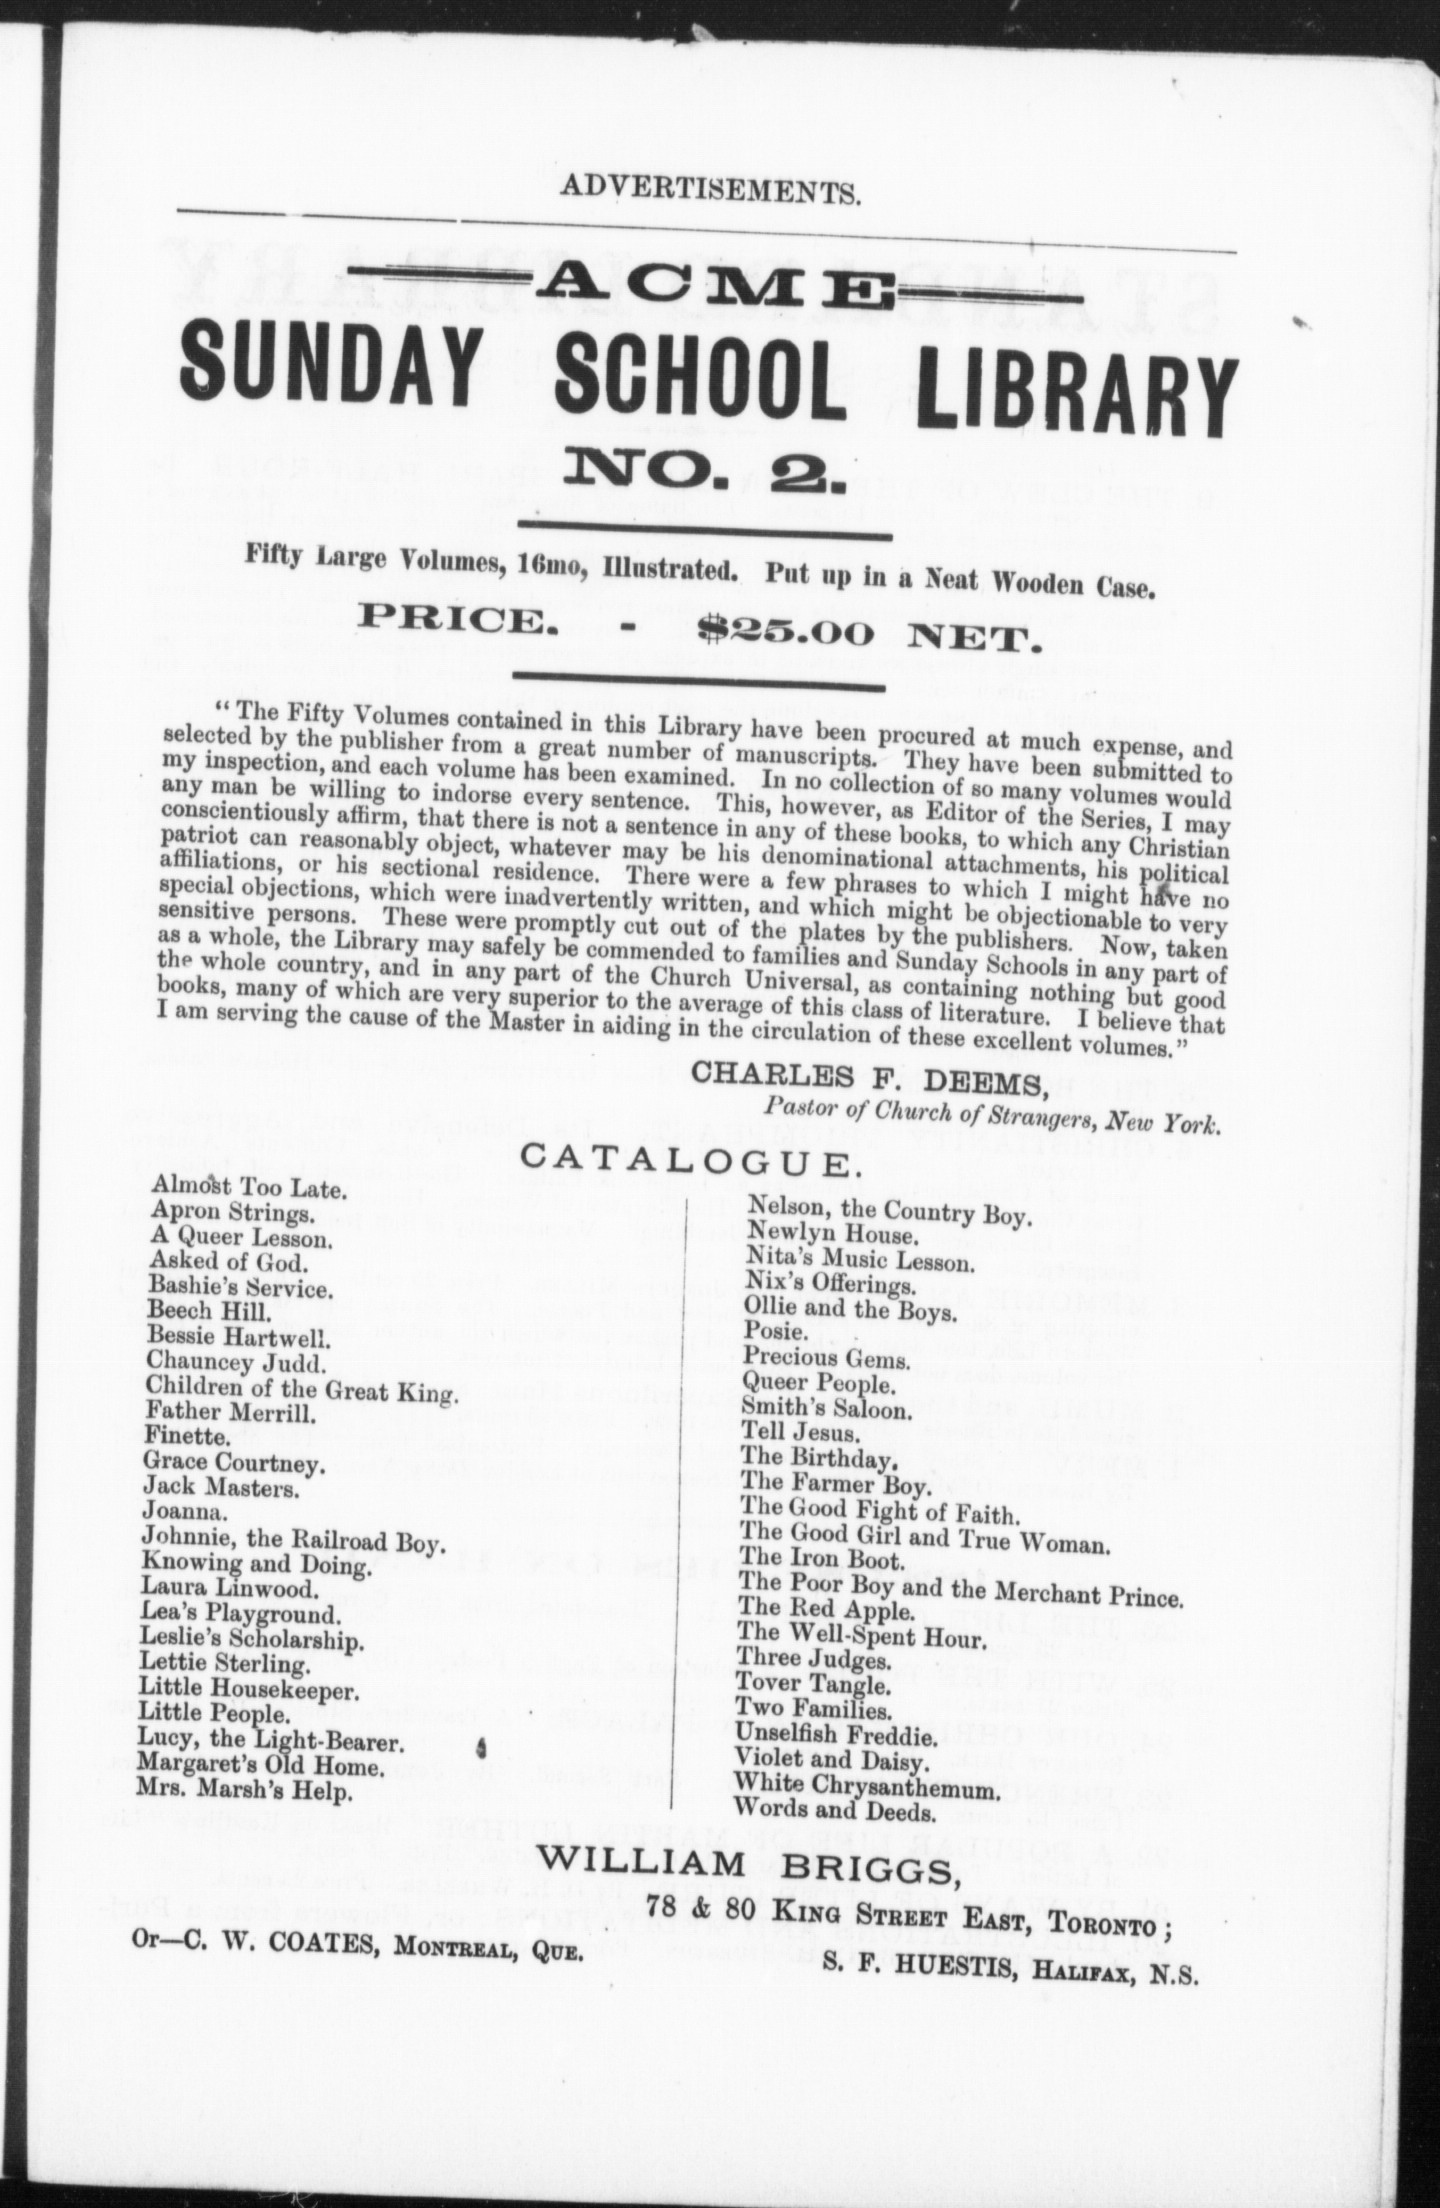 ADVERTISEMENTS.
ACME
SUNDAY SCHOOL LIBRARY
NO. 2.
Fifty Large Volumes, 16mo, Illustrated. Put up in a Neat Wooden Case.
PRICE. - $25.00 NET.
"The Fifty Volumes contained in this Library have been procured at much expense, and
selected by the publisher from a great number of manuscripts. They have been submitted to
my inspection, and each volume has been examined. In no collection of so many volumes would
any man be willing to indorse every sentence. This, however, as Editor of the Series, I may
conscientiously affirm, that there is not a sentence in any of these books, to which any Christian
patriot can reasonably object, whatever may be his denominational attachments, his political
affiliations, or his sectional residence. There were a few phrases to which I might have no
special objections, which were inadvertently written, and which might be objectionable to very
sensitive persons. These were promptly cut out of the plates by the publishers. Now, taken
as a whole, the Library may safely be commended to families and Sunday Schools in any part of
the whole country, and in any part of the Church Universal, as containing nothing but good
books, many of which are very superior to the average of this class of literature. I believe that
I am serving the cause of the Master in aiding in the circulation of these excellent volumes."
CHARLES F. DEEMS,
Pastor of Church of Strangers, New York.
CATALOGUE.
Almost Too Late.
Apron Strings.
A Queer Lesson.
Asked of God.
Bashie's Service.
Beech Hill.
Bessie Hartwell.
Chauncey Judd.
Children of the Great King.
Father Merrill.
Finette.
Grace Courtney.
Jack Masters.
Joanna.
Johnnie, the Railroad Boy.
Knowing and Doing.
Laura Linwood.
Lea's Playground.
Leslie's Scholarship.
Lettie Sterling.
Little Housekeeper.
Little People.
Lucy, the Light-Bearer.
Margaret's Old Home.
Mrs. Marsh's Help.
Nelson, the Country Boy.
Newlyn House.
Nita's Music Lesson.
Nix's Offerings.
Ollie and the Boys.
Posie.
Precious Gems.
Queer People.
Smith's Saloon.
Tell Jesus.
The Birthday.
The Farmer Boy.
The Good Fight of Faith.
The Good Girl and True Woman.
The Iron Boot.
The Poor Boy and the Merchant Prince.
The Red Apple.
The Well-Spent Hour.
Three Judges.
Tover Tangle.
Two Families.
Unselfish Freddie.
Violet and Daisy.
White Chrysanthemum.
Words and Deeds.
WILLIAM BRIGGS,
78 & 80 KING STREET EAST, TORONTO;
Or—C. W. COATES, MONTREAL, QUE.
S. F. HUESTIS, HALIFAX, N.S.